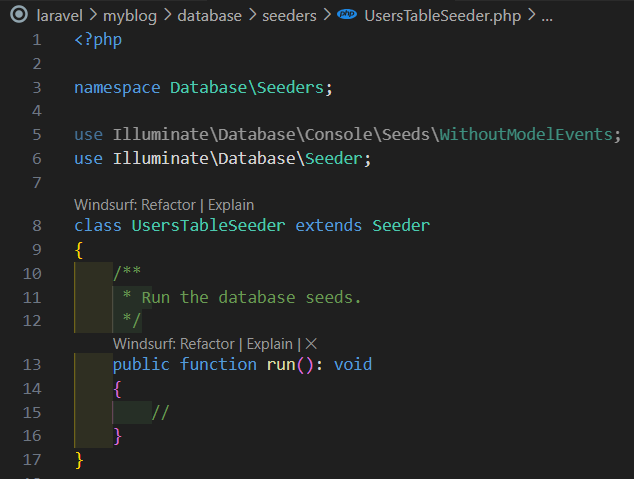 laravel > myblog > database > seeders > UsersTableSeeder.php > ...
1 <?php
2
3 namespace Database\Seeders;
4
5 use Illuminate\Database\Console\Seeds\WithoutModelEvents;
6 use Illuminate\Database\Seeder;
7
Windsurf: Refactor | Explain
8 class UsersTableSeeder extends Seeder
9 {
10     /**
11      * Run the database seeds.
12      */
Windsurf: Refactor | Explain | ×
13     public function run(): void
14     {
15         //
16     }
17 }